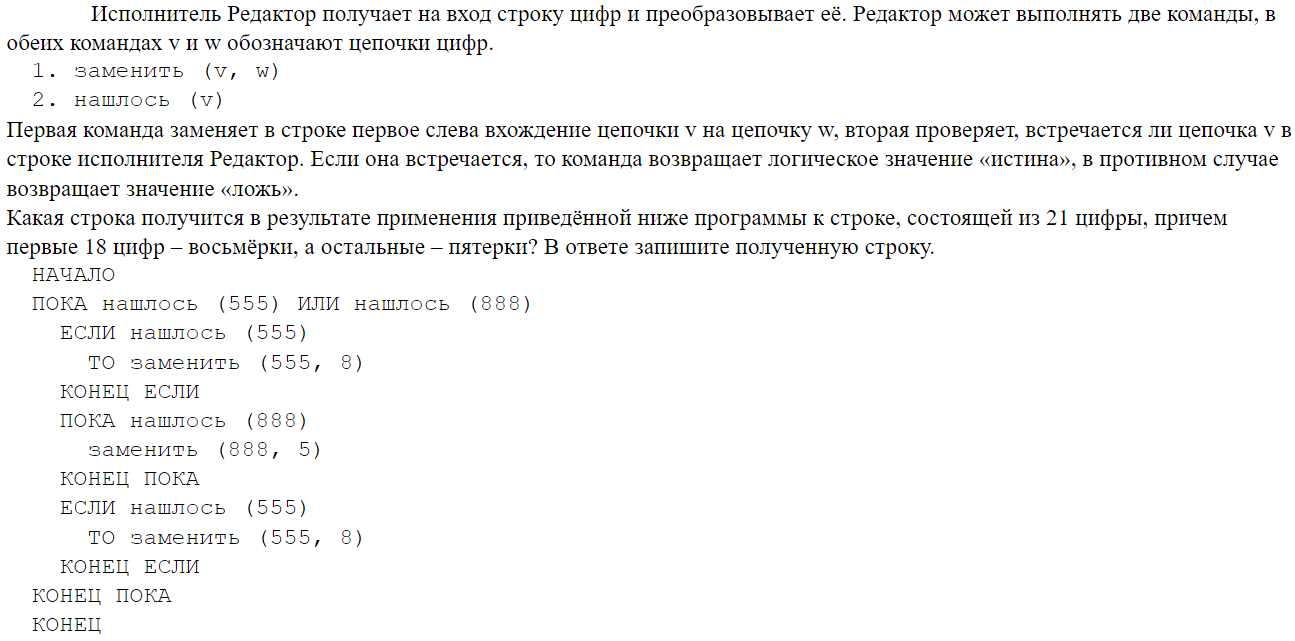 Исполнитель Редактор получает на вход строку цифр и преобразовывает её. Редактор может выполнять две команды, в
обеих командах v и w обозначают цепочки цифр.
1. заменить (v, w)
2. нашлось (v)
Первая команда заменяет в строке первое слева вхождение цепочки v на цепочку w, вторая проверяет, встречается ли цепочка v в
строке исполнителя Редактор. Если она встречается, то команда возвращает логическое значение «истина», в противном случае
возвращает значение «ложь».
Какая строка получится в результате применения приведённой ниже программы к строке, состоящей из 21 цифры, причем
первые 18 цифр – восьмёрки, а остальные – пятерки? В ответе запишите полученную строку.
НАЧАЛО
ПОКА нашлось (555) ИЛИ нашлось (888)
ЕСЛИ нашлось (555)
ТО заменить (555, 8)
КОНЕЦ ЕСЛИ
ПОКА нашлось (888)
заменить (888, 5)
КОНЕЦ ПОКА
ЕСЛИ нашлось (555)
ТО заменить (555, 8)
КОНЕЦ ЕСЛИ
КОНЕЦ ПОКА
КОНЕЦ